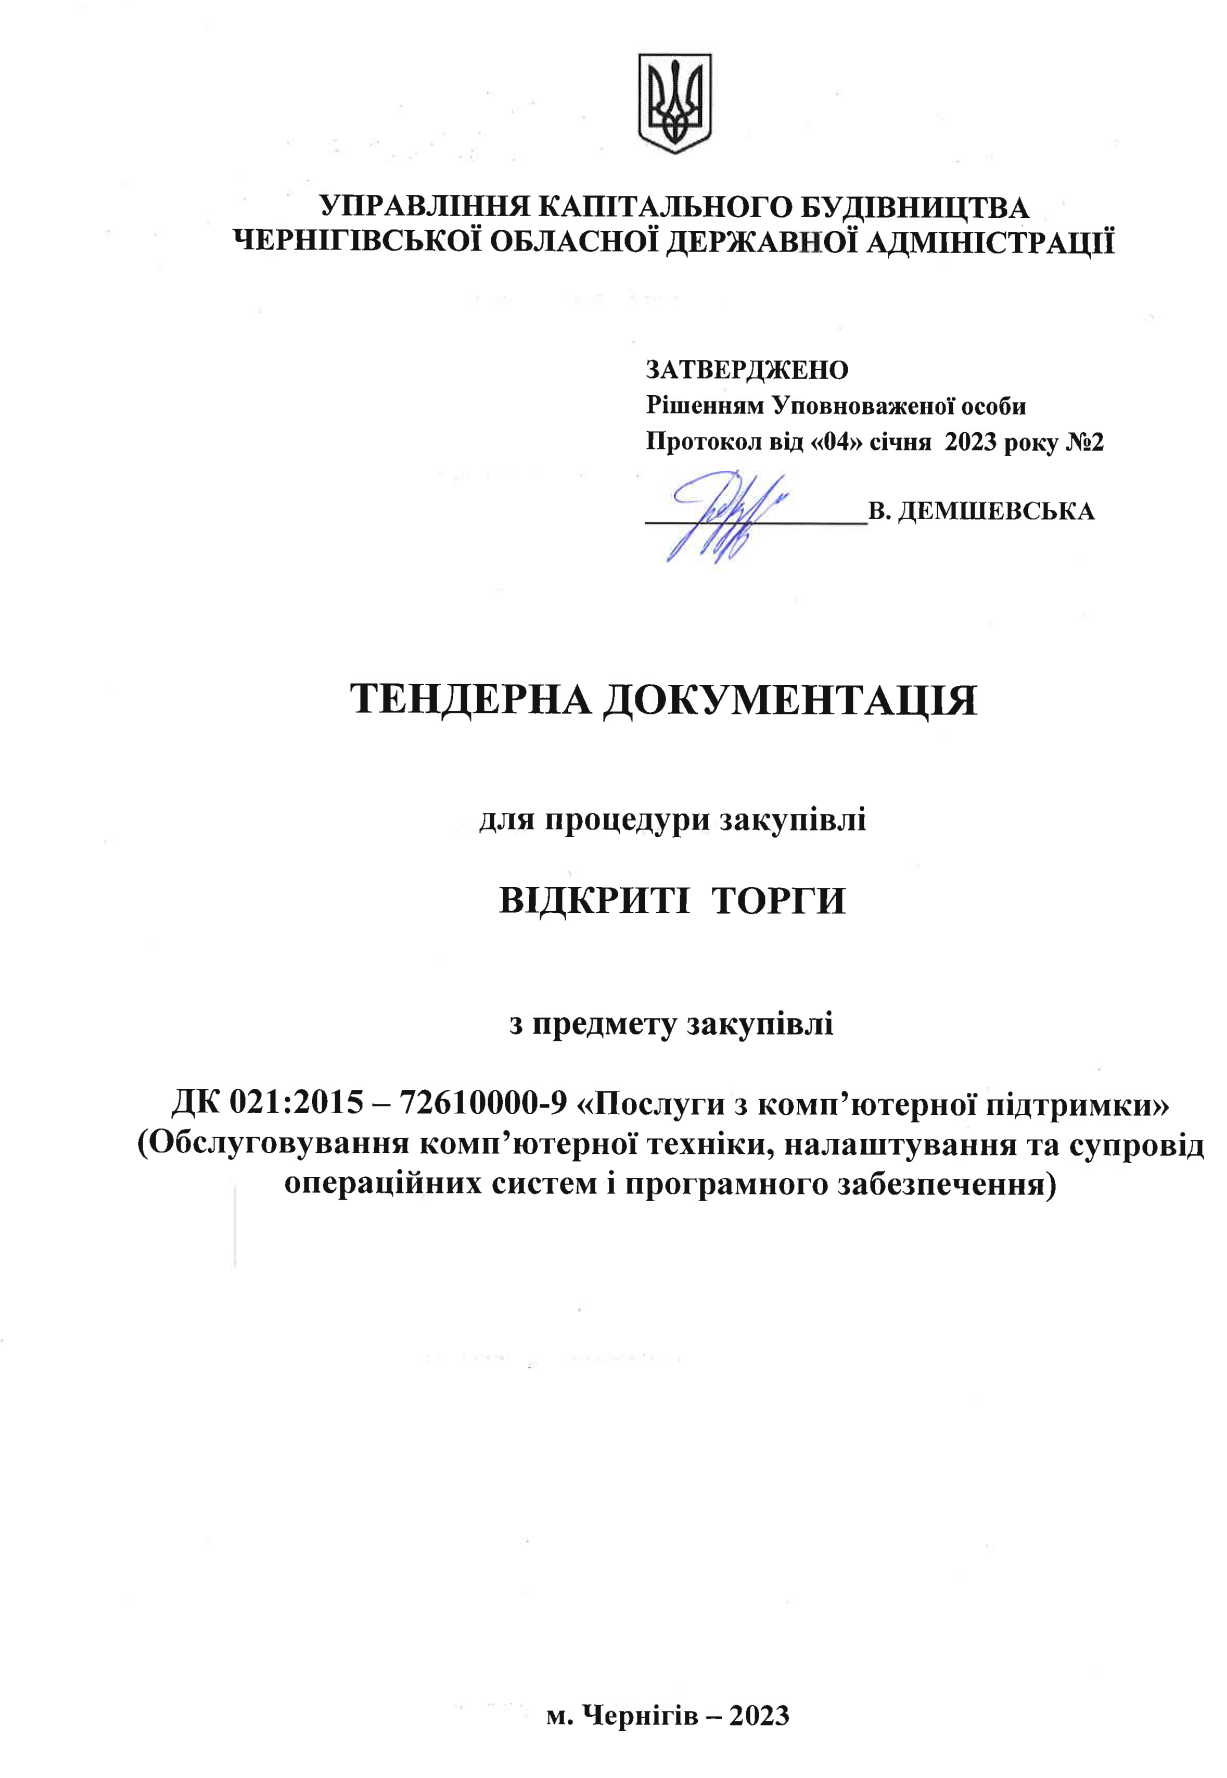 УПРАВЛІННЯ КАПІТАЛЬНОГО БУДІВНИЦТВА
ЧЕРНІГІВСЬКОЇ ОБЛАСНОЇ ДЕРЖАВНОЇ АДМІНІСТРАЦІЇ
ЗАТВЕРДЖЕНО
Рішенням Уповноваженої особи
Протокол від «04» січня 2023 року №2
В. ДЕМШЕВСЬКА
ТЕНДЕРНА ДОКУМЕНТАЦІЯ
для процедури закупівлі
ВІДКРИТІ ТОРГИ
з предмету закупівлі
ДК 021:2015 – 72610000-9 «Послуги з комп’ютерної підтримки»
(Обслуговування комп’ютерної техніки, налаштування та супровід
операційних систем і програмного забезпечення)
м. Чернігів – 2023